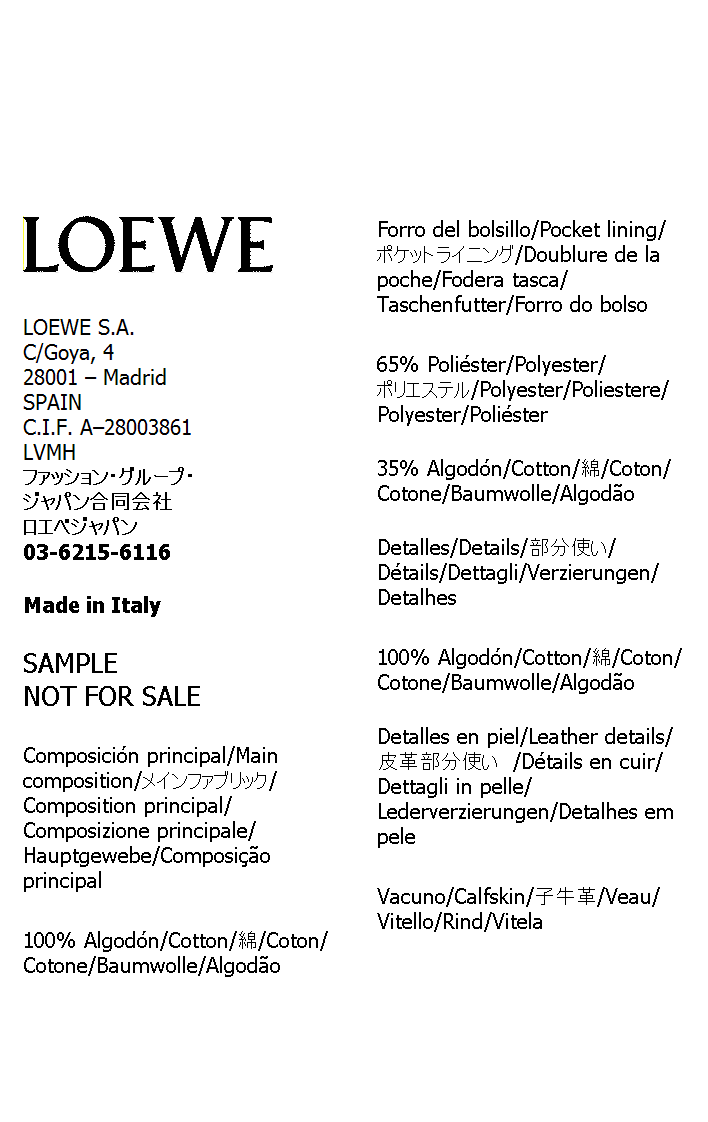 LOEWE
LOEWE S.A.
C/Goya, 4
28001 – Madrid
SPAIN
C.I.F. A–28003861
LVMH
ファッション・グループ・
ジャパン合同会社
ロエベジャパン
03-6215-6116
Made in Italy
SAMPLE
NOT FOR SALE
Composición principal/Main
composition/メインファブリック/
Composition principal/
Composizione principale/
Hauptgewebe/Composição
principal
100% Algodón/Cotton/綿/Coton/
Cotone/Baumwolle/Algodão
Forro del bolsillo/Pocket lining/
ポケットライニング/Doublure de la
poche/Fodera tasca/
Taschenfutter/Forro do bolso
65% Poliéster/Polyester/
ポリエステル/Polyester/Poliestere/
Polyester/Poliéster
35% Algodón/Cotton/綿/Coton/
Cotone/Baumwolle/Algodão
Detalles/Details/部分使い/
Détails/Dettagli/Verzierungen/
Detalhes
100% Algodón/Cotton/綿/Coton/
Cotone/Baumwolle/Algodão
Detalles en piel/Leather details/
皮革部分使い /Détails en cuir/
Dettagli in pelle/
Lederverzierungen/Detalhes em
pele
Vacuno/Calfskin/子牛革/Veau/
Vitello/Rind/Vitela